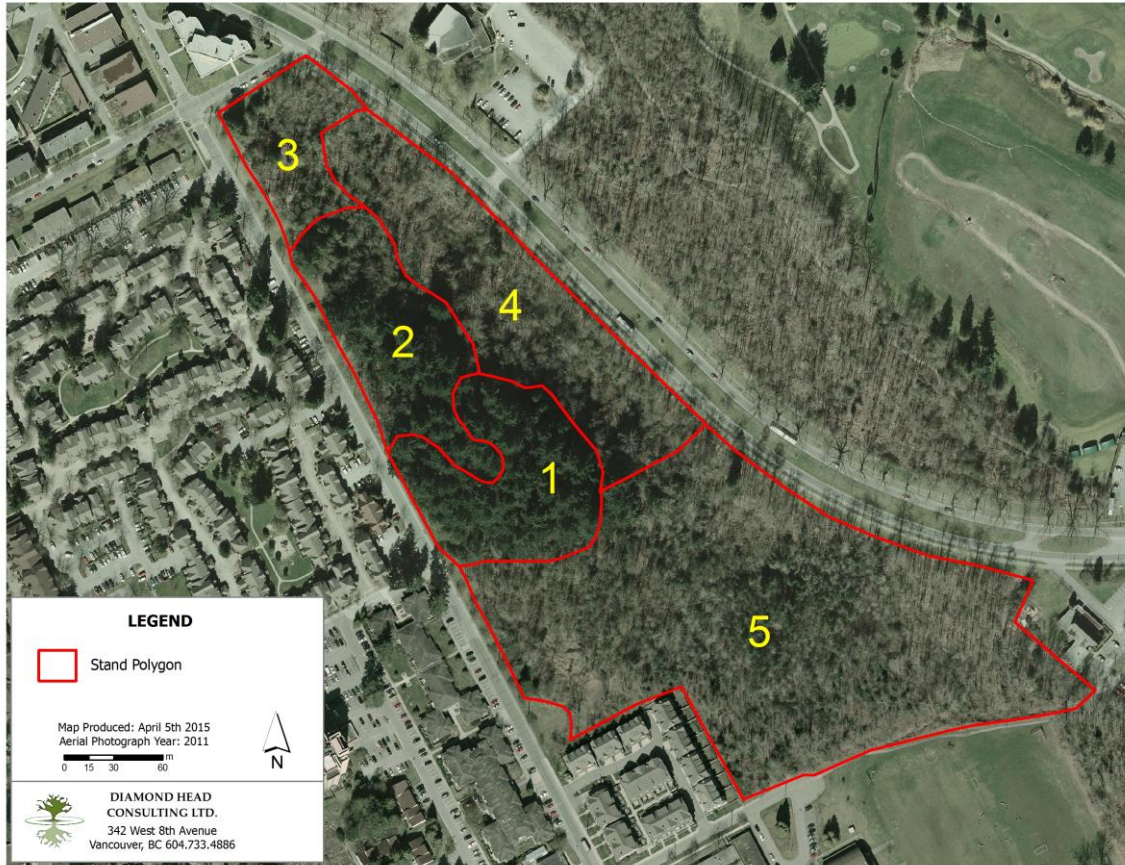 3
4
2
1
5
LEGEND
Stand Polygon
Map Produced: April 5th 2015
Aerial Photograph Year: 2011
m
0 15 30 60
N
DIAMOND HEAD
CONSULTING LTD.
342 West 8th Avenue
Vancouver, BC 604.733.4886